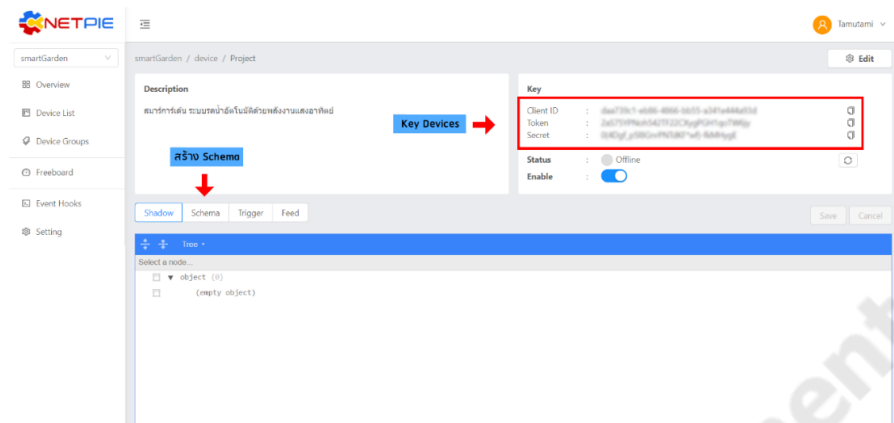 NETPIE
Tamutami
smartGarden
smartGarden / device / Project
Edit
Overview
Device List
Device Groups
Freeboard
Event Hooks
Setting
Description
สมาร์ทการ์เด้น ระบบรดน้ำอัตโนมัติด้วยพลังงานแสงอาทิตย์
Key Devices
สร้าง Schema
Key
Client ID :
Token :
Secret :
Status : Offline
Enable :
Shadow Schema Trigger Feed
Save Cancel
Tree
Select a node...
object (0)
(empty object)